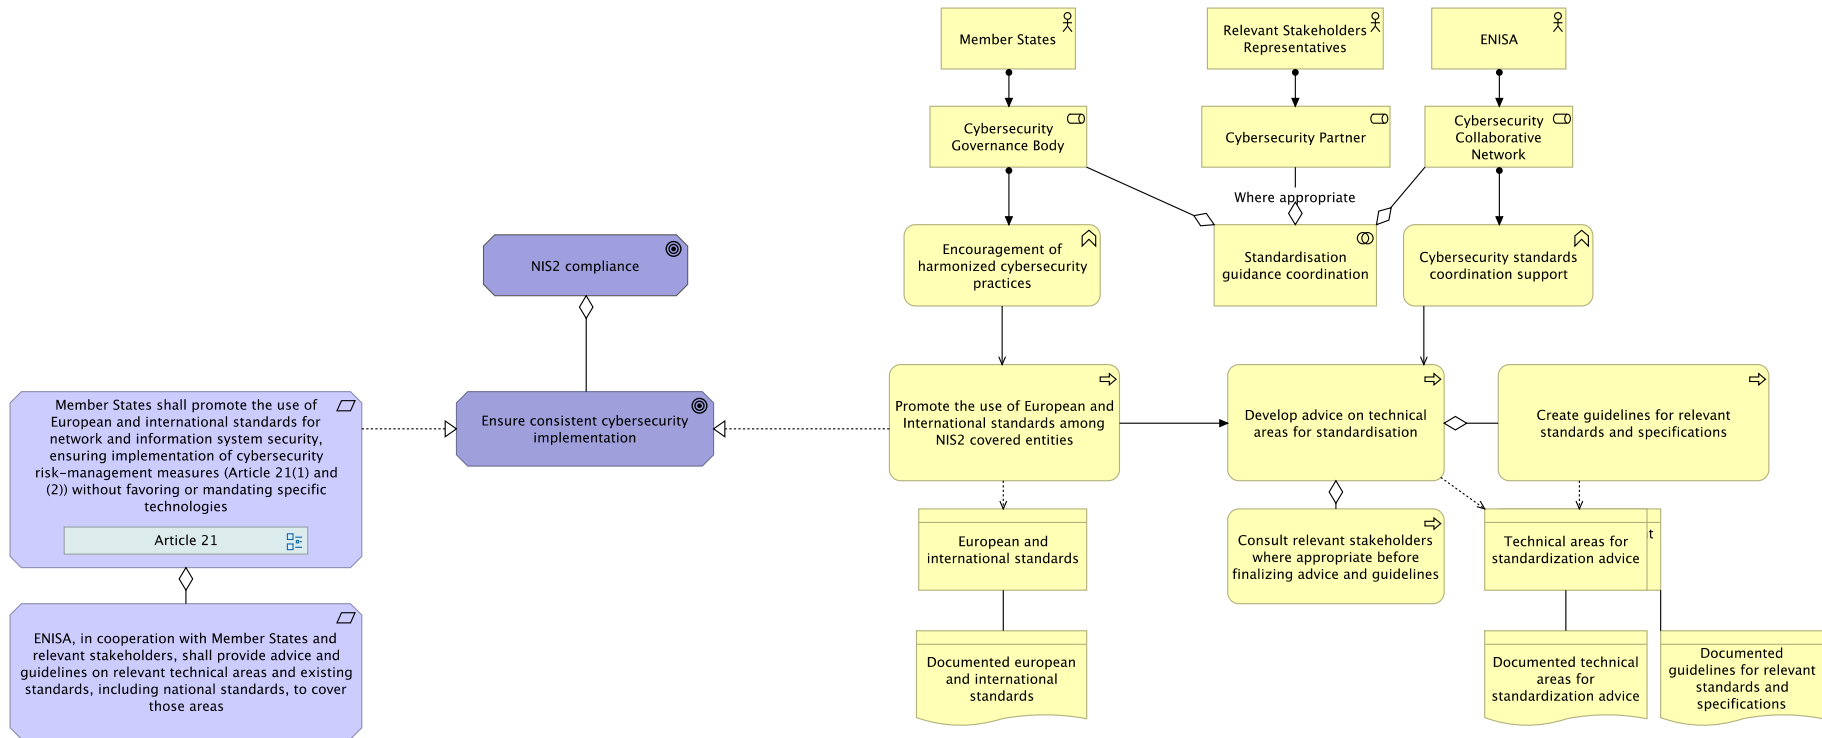 Member States
Relevant Stakeholders
Representatives
ENISA
Cybersecurity
Governance Body
Cybersecurity Partner
Cybersecurity
Collaborative
Network
Where appropriate
NIS2 compliance
Encouragement of
harmonized cybersecurity
practices
Standardisation
guidance coordination
Cybersecurity standards
coordination support
Member States shall promote the use of
European and international standards for
network and information system security,
ensuring implementation of cybersecurity
risk-management measures (Article 21(1) and
(2)) without favoring or mandating specific
technologies
Article 21
Ensure consistent cybersecurity
implementation
Promote the use of European and
International standards among
NIS2 covered entities
Develop advice on technical
areas for standardisation
Create guidelines for relevant
standards and specifications
European and
international standards
Consult relevant stakeholders
where appropriate before
finalizing advice and guidelines
Technical areas for
standardization advice
t
ENISA, in cooperation with Member States and
relevant stakeholders, shall provide advice and
guidelines on relevant technical areas and existing
standards, including national standards, to cover
those areas
Documented european
and international
standards
Documented technical
areas for
standardization advice
Documented
guidelines for relevant
standards and
specifications